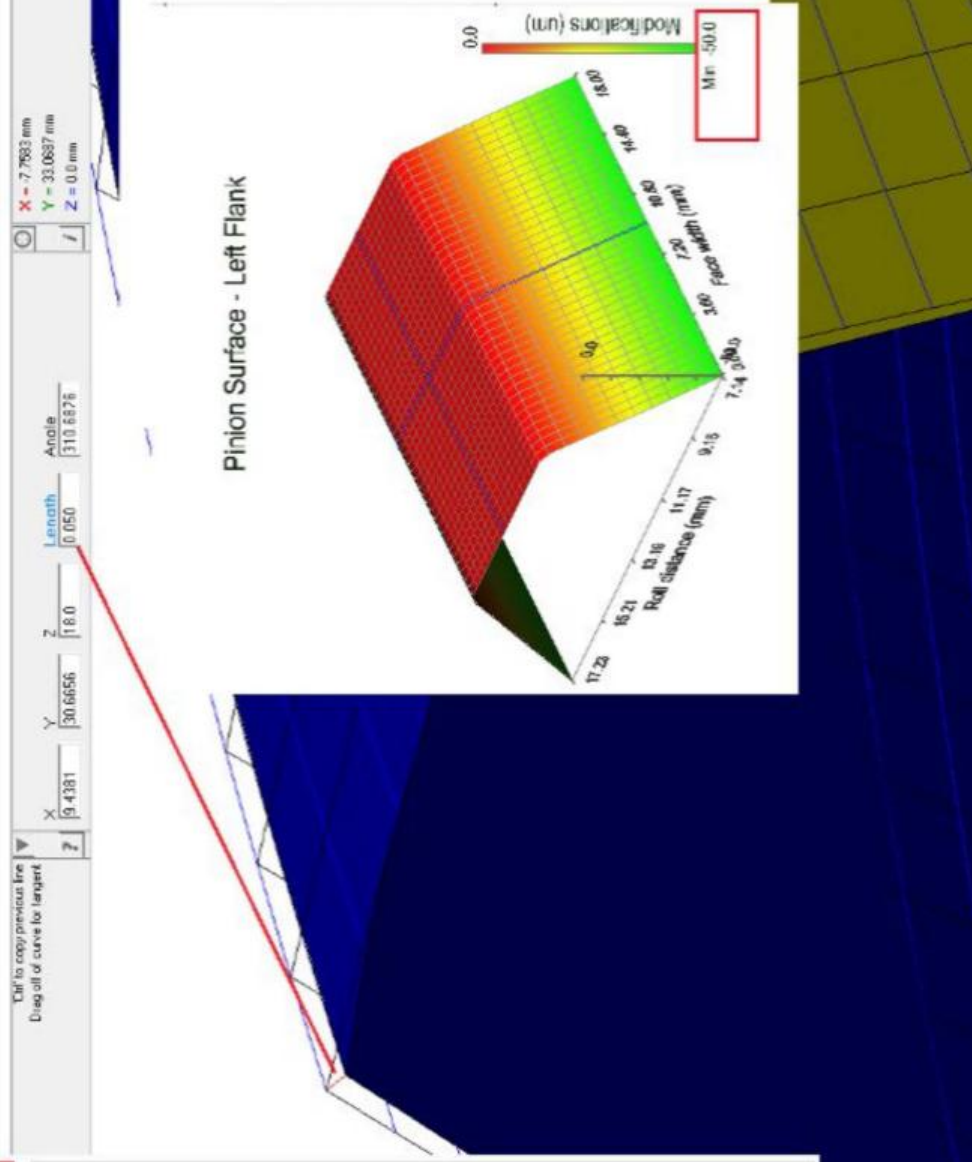 'Ctrl' to copy previous line
Drag off of curve for tangent
?
X
9.4381
Y
30.6656
Z
18.0
Length
0.050
Angle
310.6876
X = -7.7583 mm
Y = 33.0687 mm
Z = 0.0 mm
Pinion Surface - Left Flank
0.0
Modifications (um)
Min -50.0
17.23
15.21
13.19
11.17
9.15
7.14
Roll distance (mm)
0.0
3.60
7.20
10.80
14.40
18.00
Face width (mm)